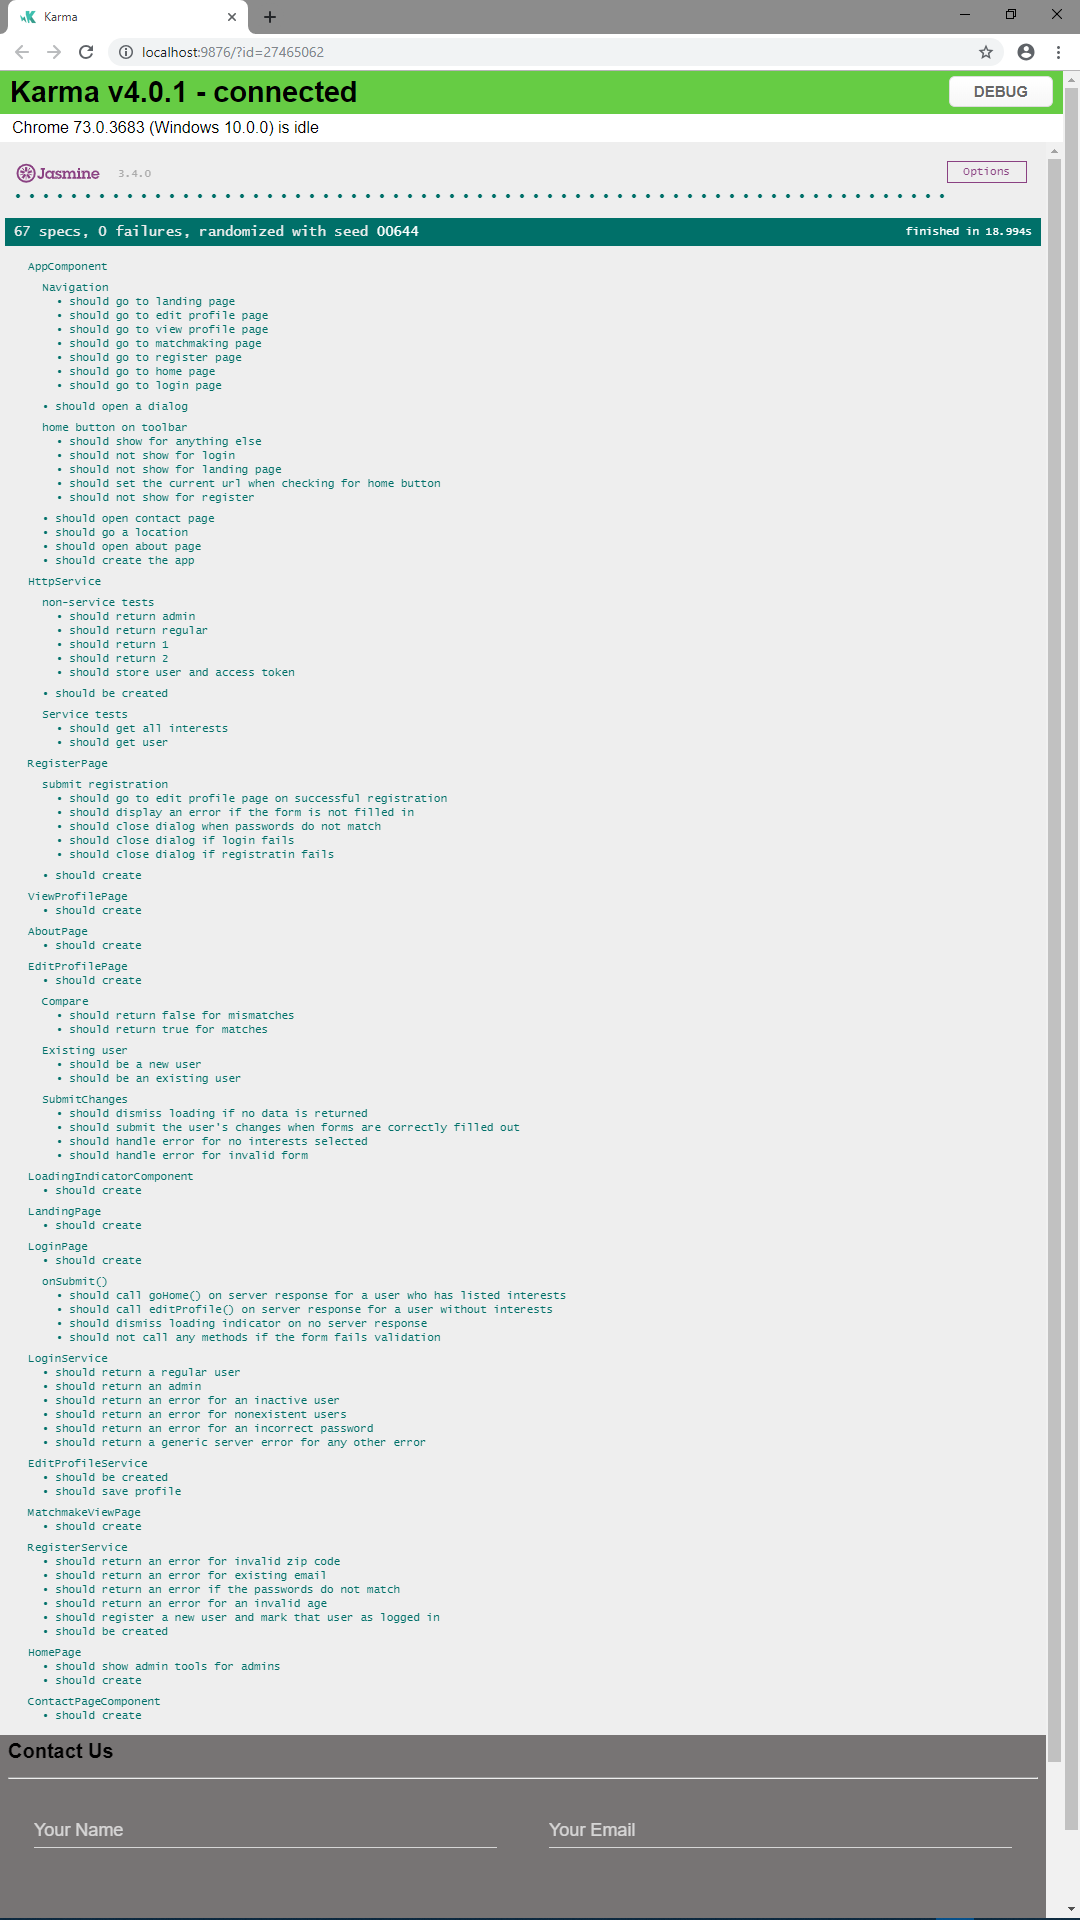 Karma
localhost:9876/?id=27465062
Karma v4.0.1 - connected
DEBUG
Chrome 73.0.3683 (Windows 10.0.0) is idle
Jasmine 3.4.0
Options
67 specs, 0 failures, randomized with seed 00644
finished in 18.994s
AppComponent
Navigation
• should go to landing page
• should go to edit profile page
• should go to view profile page
• should go to matchmaking page
• should go to register page
• should go to home page
• should go to login page
• should open a dialog
home button on toolbar
• should show for anything else
• should not show for login
• should not show for landing page
• should set the current url when checking for home button
• should not show for register
• should open contact page
• should go a location
• should open about page
• should create the app
HttpService
non-service tests
• should return admin
• should return regular
• should return 1
• should return 2
• should store user and access token
• should be created
Service tests
• should get all interests
• should get user
RegisterPage
submit registration
• should go to edit profile page on successful registration
• should display an error if the form is not filled in
• should close dialog when passwords do not match
• should close dialog if login fails
• should close dialog if registratin fails
• should create
ViewProfilePage
• should create
AboutPage
• should create
EditProfilePage
• should create
Compare
• should return false for mismatches
• should return true for matches
Existing user
• should be a new user
• should be an existing user
SubmitChanges
• should dismiss loading if no data is returned
• should submit the user's changes when forms are correctly filled out
• should handle error for no interests selected
• should handle error for invalid form
LoadingIndicatorComponent
• should create
LandingPage
• should create
LoginPage
• should create
onSubmit()
• should call goHome() on server response for a user who has listed interests
• should call editProfile() on server response for a user without interests
• should dismiss loading indicator on no server response
• should not call any methods if the form fails validation
LoginService
• should return a regular user
• should return an admin
• should return an error for an inactive user
• should return an error for nonexistent users
• should return an error for an incorrect password
• should return a generic server error for any other error
EditProfileService
• should be created
• should save profile
MatchmakeViewPage
• should create
RegisterService
• should return an error for invalid zip code
• should return an error for existing email
• should return an error if the passwords do not match
• should return an error for an invalid age
• should register a new user and mark that user as logged in
• should be created
HomePage
• should show admin tools for admins
• should create
ContactPageComponent
• should create
Contact Us
Your Name
Your Email